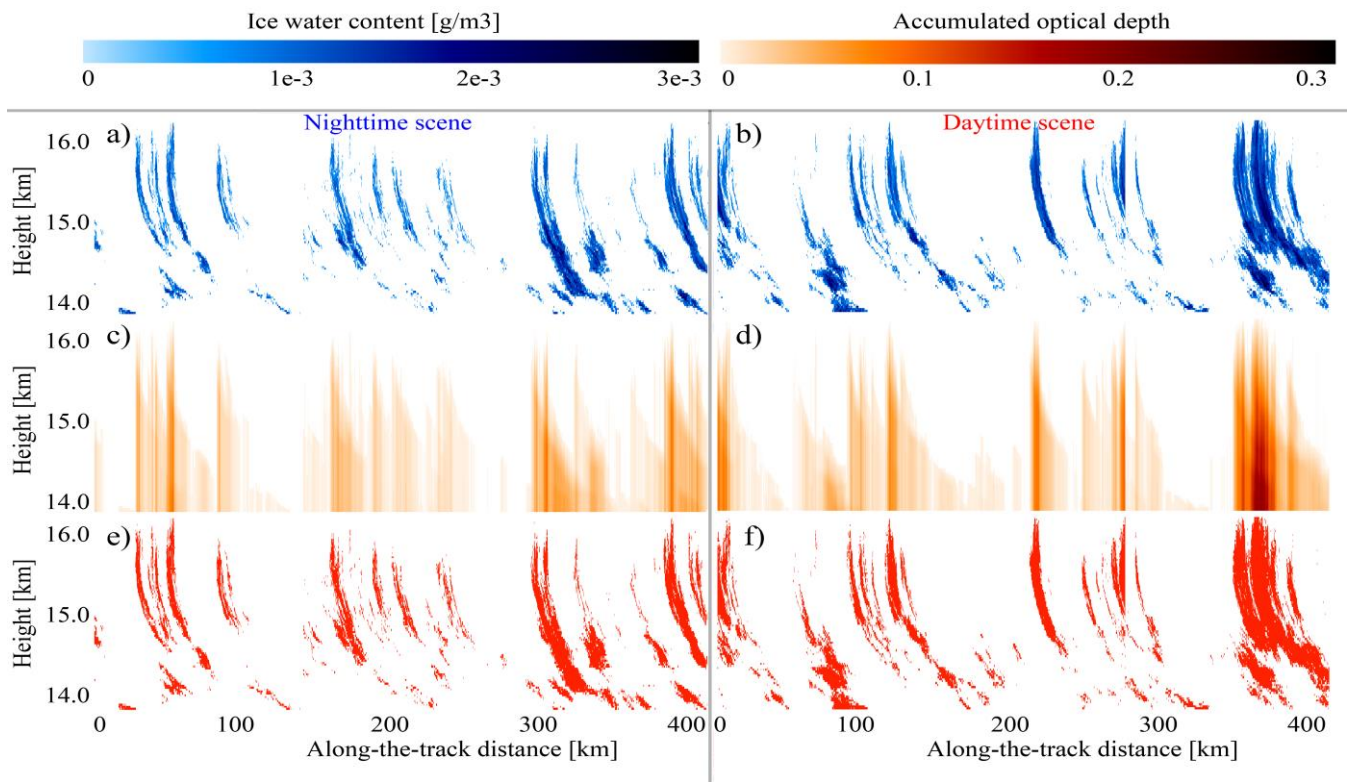 Ice water content [g/m3]
Accumulated optical depth
0 1e-3 2e-3 3e-3
0 0.1 0.2 0.3
Nighttime scene
Daytime scene
a)
b)
Height [km]
16.0
15.0
14.0
c)
d)
Height [km]
16.0
15.0
14.0
e)
f)
Height [km]
16.0
15.0
14.0
0 100 200 300 400
0 100 200 300 400
Along-the-track distance [km]
Along-the-track distance [km]